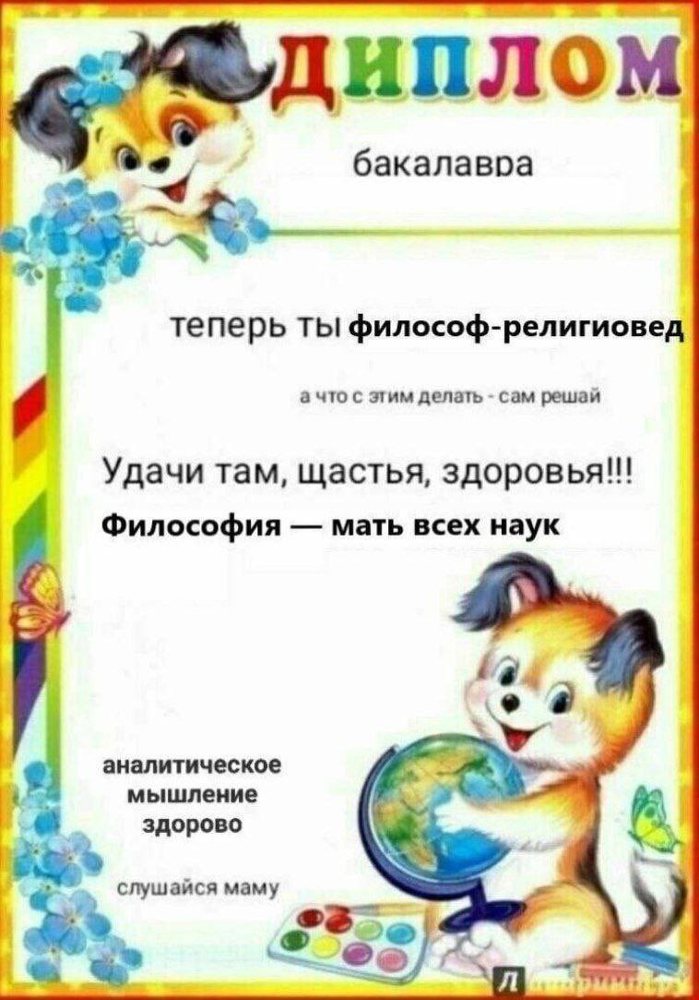 ДИПЛОМ
бакалавра
теперь ты философ-религиовед
а что с этим делать - сам решай
Удачи там, щастья, здоровья!!!
Философия — мать всех наук
аналитическое
мышление
здорово
слушайся маму